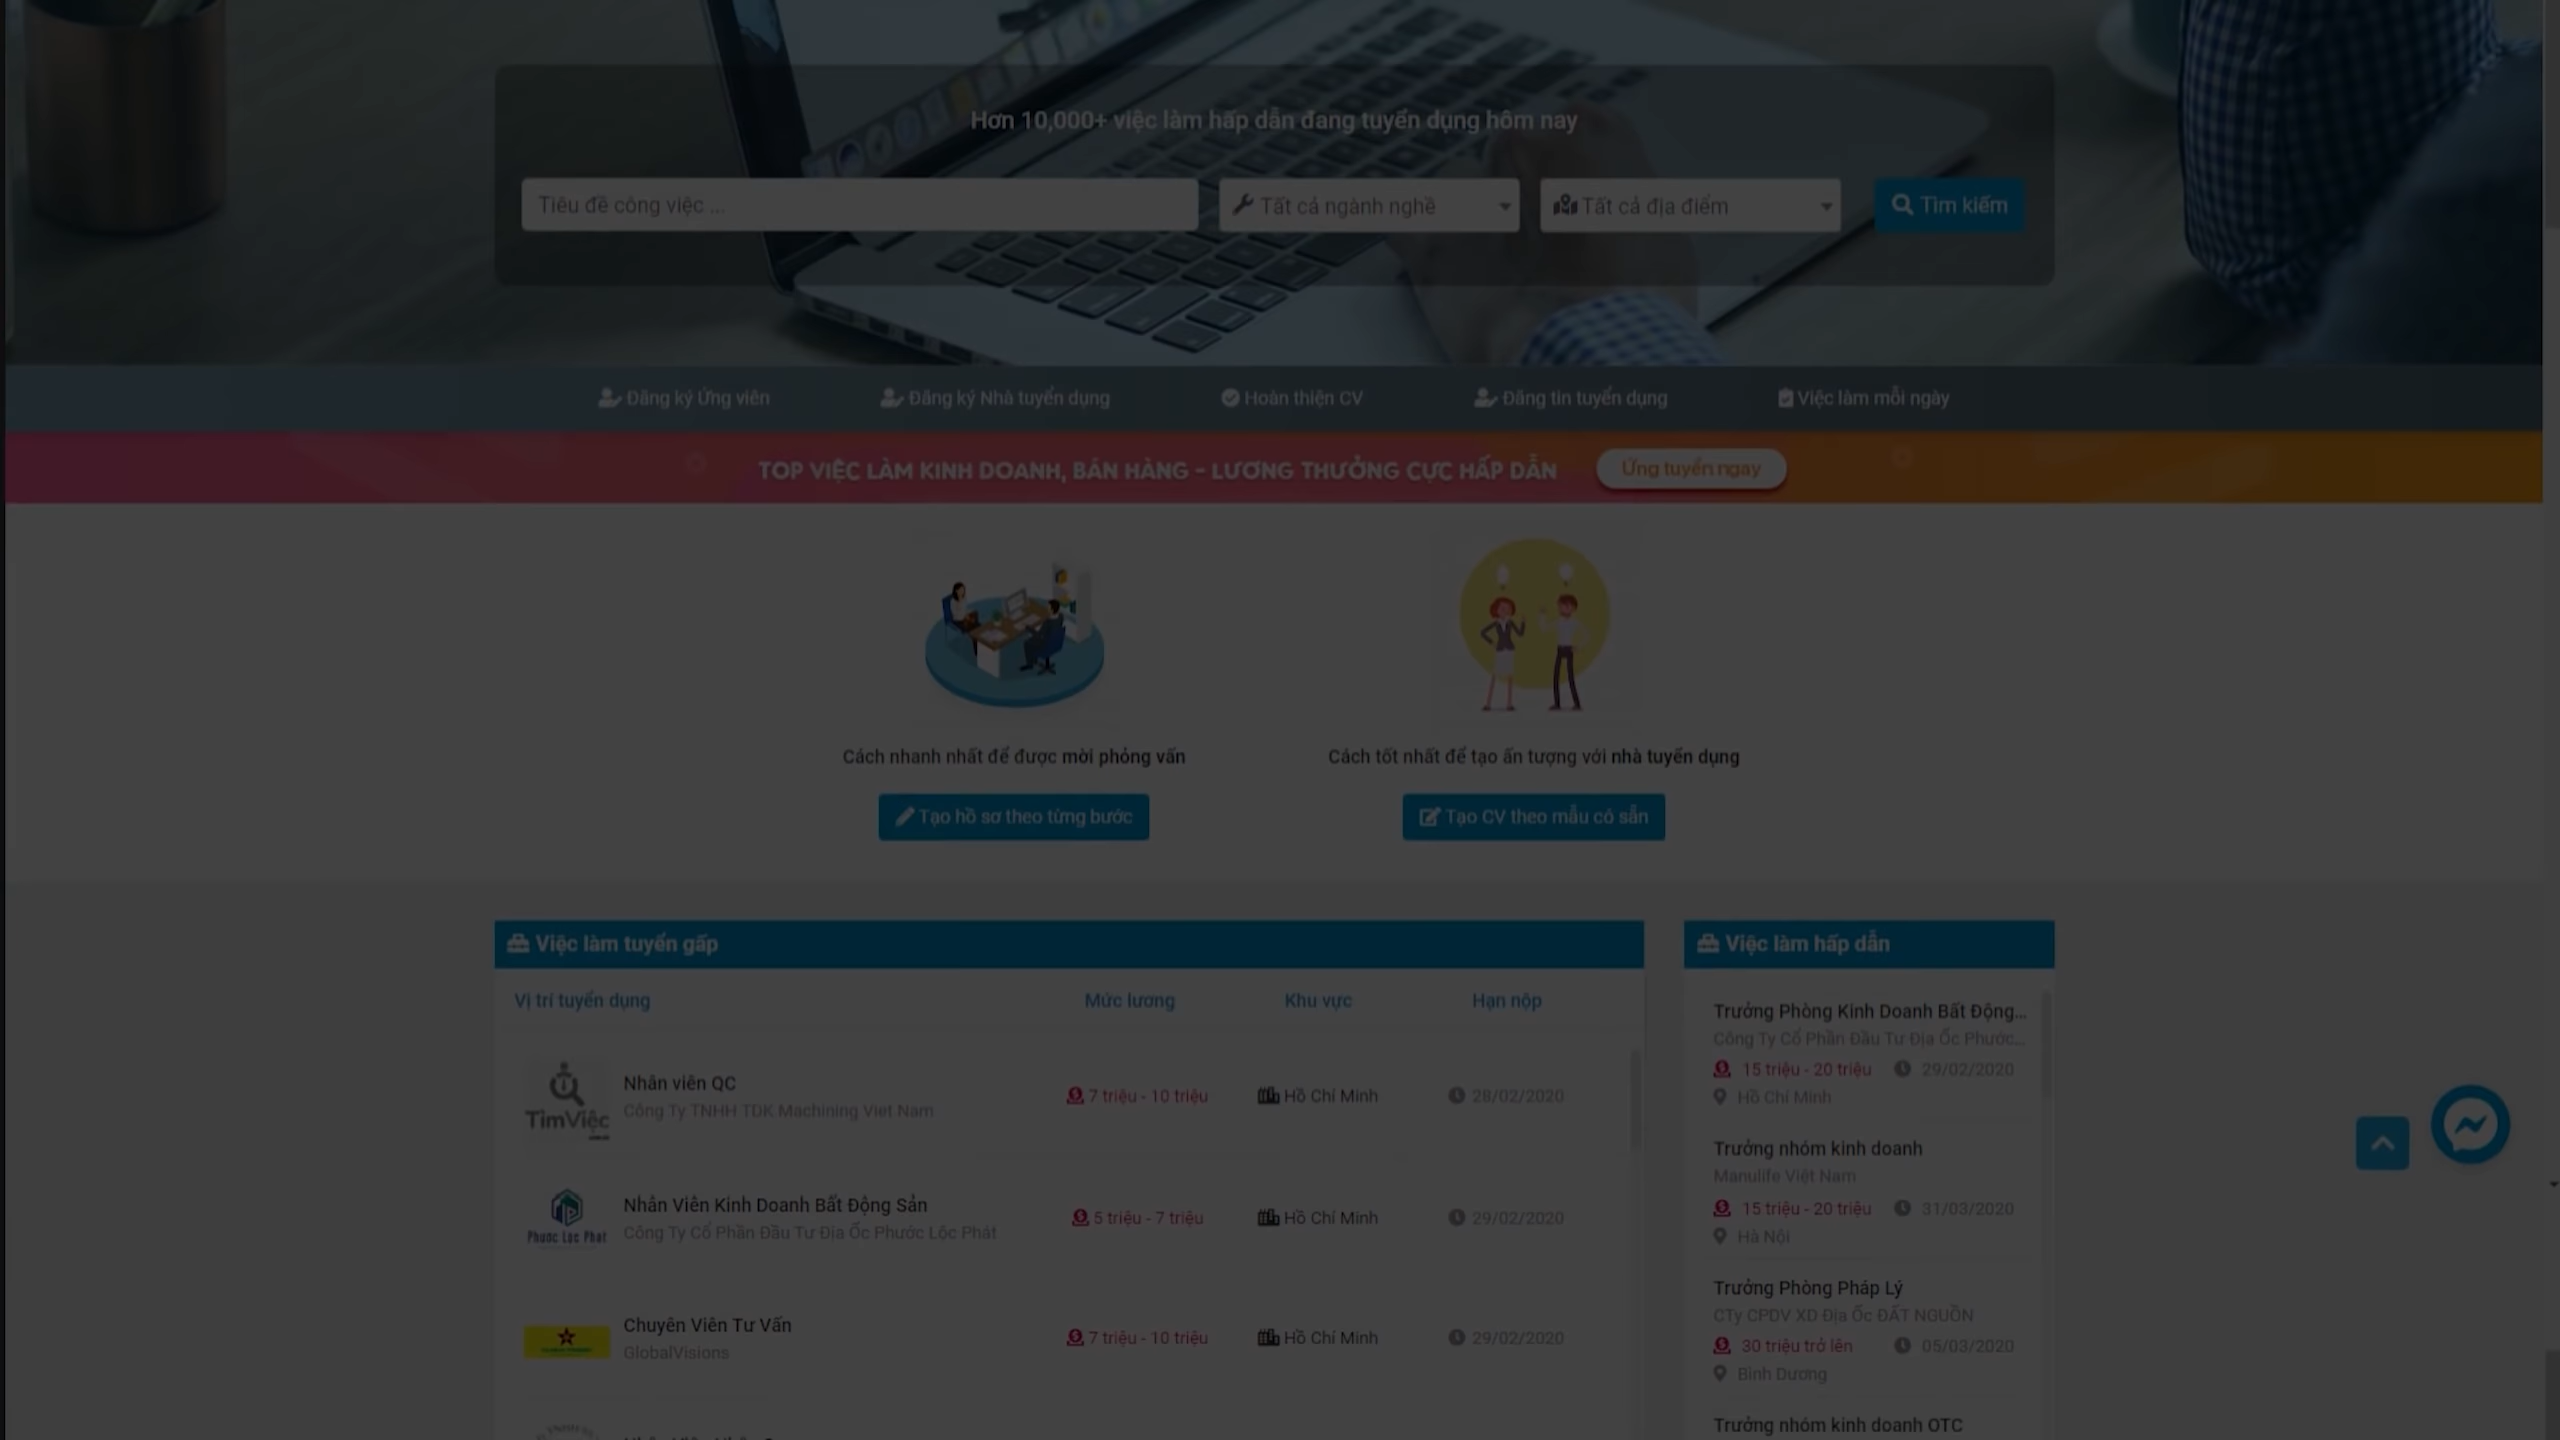 Hơn 10,000+ việc làm hấp dẫn đang tuyển dụng hôm nay
Tiêu đề công việc ...
Tất cả ngành nghề
Tất cả địa điểm
Tìm kiếm
Đăng ký Ứng viên
Đăng ký Nhà tuyển dụng
Hoàn thiện CV
Đăng tin tuyển dụng
Việc làm mỗi ngày
TOP VIỆC LÀM KINH DOANH, BÁN HÀNG - LƯƠNG THƯỞNG CỰC HẤP DẪN
Ứng tuyển ngay
Cách nhanh nhất để được mời phỏng vấn
Tạo hồ sơ theo từng bước
Cách tốt nhất để tạo ấn tượng với nhà tuyển dụng
Tạo CV theo mẫu có sẵn
Việc làm tuyển gấp
Vị trí tuyển dụng Mức lương Khu vực Hạn nộp
TìmViệc
Nhân viên QC
Công Ty TNHH TDK Machining Viet Nam
7 triệu - 10 triệu
Hồ Chí Minh
28/02/2020
Phước Lộc Phát
Nhân Viên Kinh Doanh Bất Động Sản
Công Ty Cổ Phần Đầu Tư Địa Ốc Phước Lộc Phát
5 triệu - 7 triệu
Hồ Chí Minh
29/02/2020
Chuyên Viên Tư Vấn
GlobalVisions
7 triệu - 10 triệu
Hồ Chí Minh
29/02/2020
Việc làm hấp dẫn
Trưởng Phòng Kinh Doanh Bất Động...
Công Ty Cổ Phần Đầu Tư Địa Ốc Phước...
15 triệu - 20 triệu 29/02/2020
Hồ Chí Minh
Trưởng nhóm kinh doanh
Manulife Việt Nam
15 triệu - 20 triệu 31/03/2020
Hà Nội
Trưởng Phòng Pháp Lý
CTy CPDV XD Địa Ốc ĐẤT NGUỒN
30 triệu trở lên 05/03/2020
Bình Dương
Trưởng nhóm kinh doanh OTC